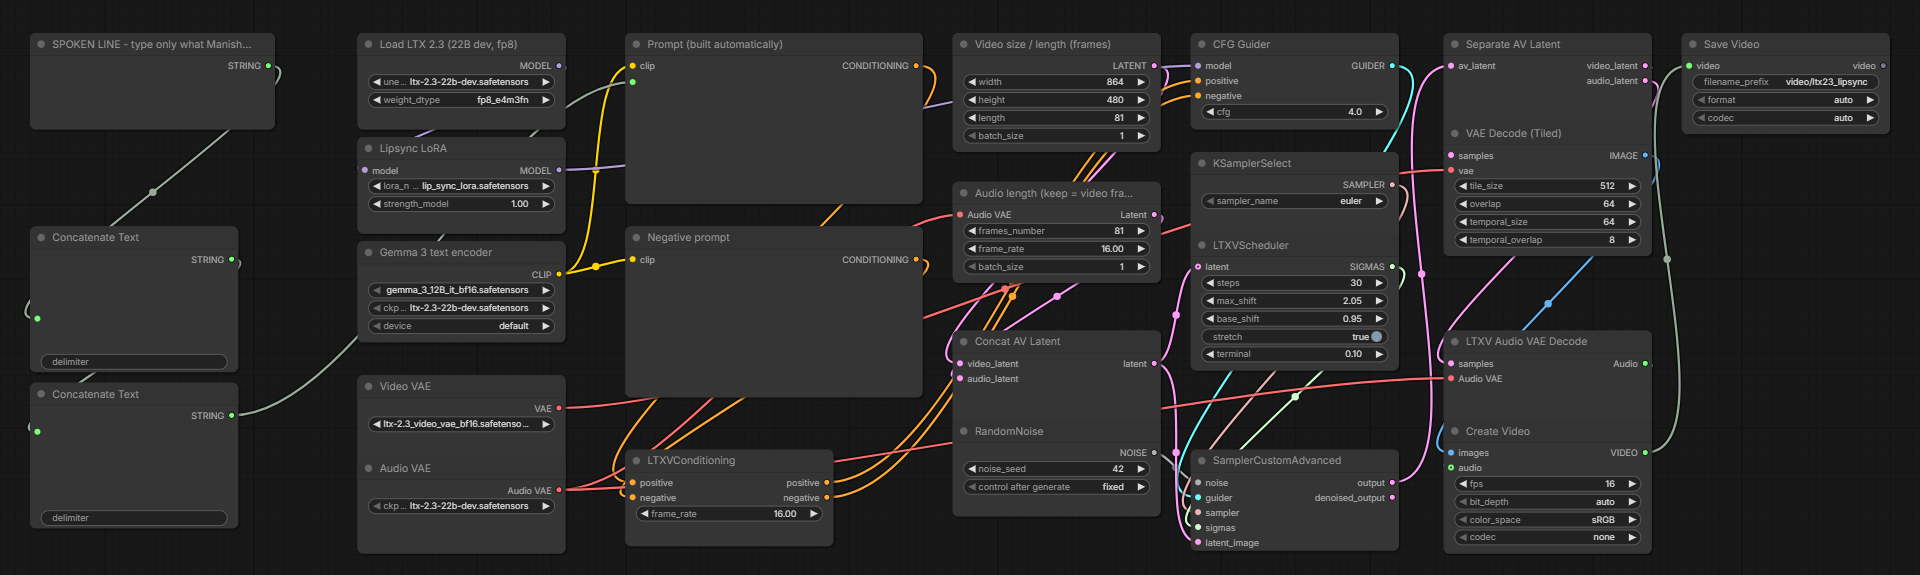 SPOKEN LINE - type only what Manish...
STRING
Concatenate Text
STRING
delimiter
Concatenate Text
STRING
delimiter
Load LTX 2.3 (22B dev, fp8)
MODEL
une... ltx-2.3-22b-dev.safetensors
weight_dtype fp8_e4m3fn
Lipsync LoRA
model MODEL
lora_n ... lip_sync_lora.safetensors
strength_model 1.00
Gemma 3 text encoder
CLIP
gemma_3_12B_it_bf16.safetensors
ckp... ltx-2.3-22b-dev.safetensors
device default
Video VAE
VAE
ltx-2.3_video_vae_bf16.safetenso...
Audio VAE
Audio VAE
ckp... ltx-2.3-22b-dev.safetensors
Prompt (built automatically)
clip CONDITIONING
Negative prompt
clip CONDITIONING
LTXVConditioning
positive positive
negative negative
frame_rate 16.00
Video size / length (frames)
LATENT
width 864
height 480
length 81
batch_size 1
Audio length (keep = video fra...
Audio VAE Latent
frames_number 81
frame_rate 16.00
batch_size 1
Concat AV Latent
video_latent latent
audio_latent
RandomNoise
NOISE
noise_seed 42
control after generate fixed
CFG Guider
model GUIDER
positive
negative
cfg 4.0
KSamplerSelect
SAMPLER
sampler_name euler
LTXVScheduler
latent SIGMAS
steps 30
max_shift 2.05
base_shift 0.95
stretch true
terminal 0.10
SamplerCustomAdvanced
noise output
guider denoised_output
sampler
sigmas
latent_image
Separate AV Latent
av_latent video_latent
audio_latent
VAE Decode (Tiled)
samples IMAGE
vae
tile_size 512
overlap 64
temporal_size 64
temporal_overlap 8
LTXV Audio VAE Decode
samples Audio
Audio VAE
Create Video
images VIDEO
audio
fps 16
bit_depth auto
color_space sRGB
codec none
Save Video
video video
filename_prefix video/ltx23_lipsync
format auto
codec auto